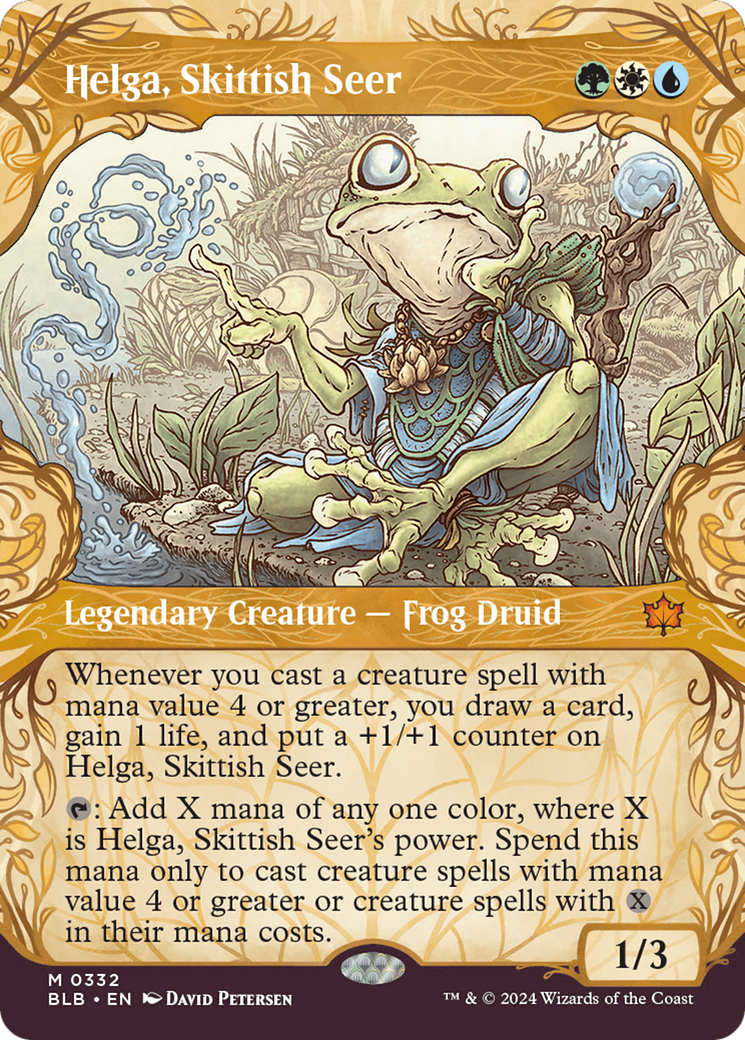 Helga, Skittish Seer
Legendary Creature — Frog Druid
Whenever you cast a creature spell with
mana value 4 or greater, you draw a card,
gain 1 life, and put a +1/+1 counter on
Helga, Skittish Seer.
: Add X mana of any one color, where X
is Helga, Skittish Seer's power. Spend this
mana only to cast creature spells with mana
value 4 or greater or creature spells with X
in their mana costs.
1/3
M 0332
BLB • EN DAVID PETERSEN
™ & © 2024 Wizards of the Coast